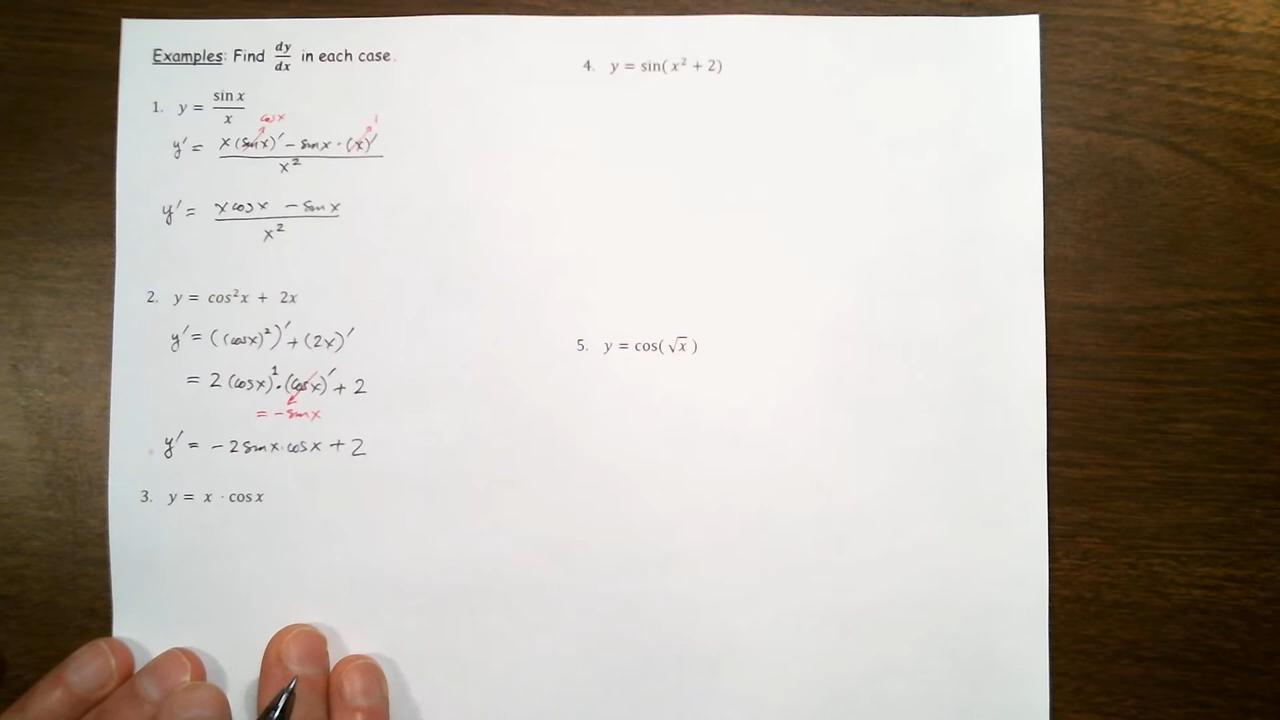 Examples: Find dy/dx in each case.
1. y = sin x / x
cos x 1
y' = x(sin x)' − sin x · (x)' / x²
y' = x cos x − sin x / x²
2. y = cos²x + 2x
y' = ((cos x)²)' + (2x)'
= 2 (cos x)¹ · (cos x)' + 2
= − sin x
y' = − 2 sin x · cos x + 2
3. y = x · cos x
4. y = sin( x² + 2)
5. y = cos( √x )